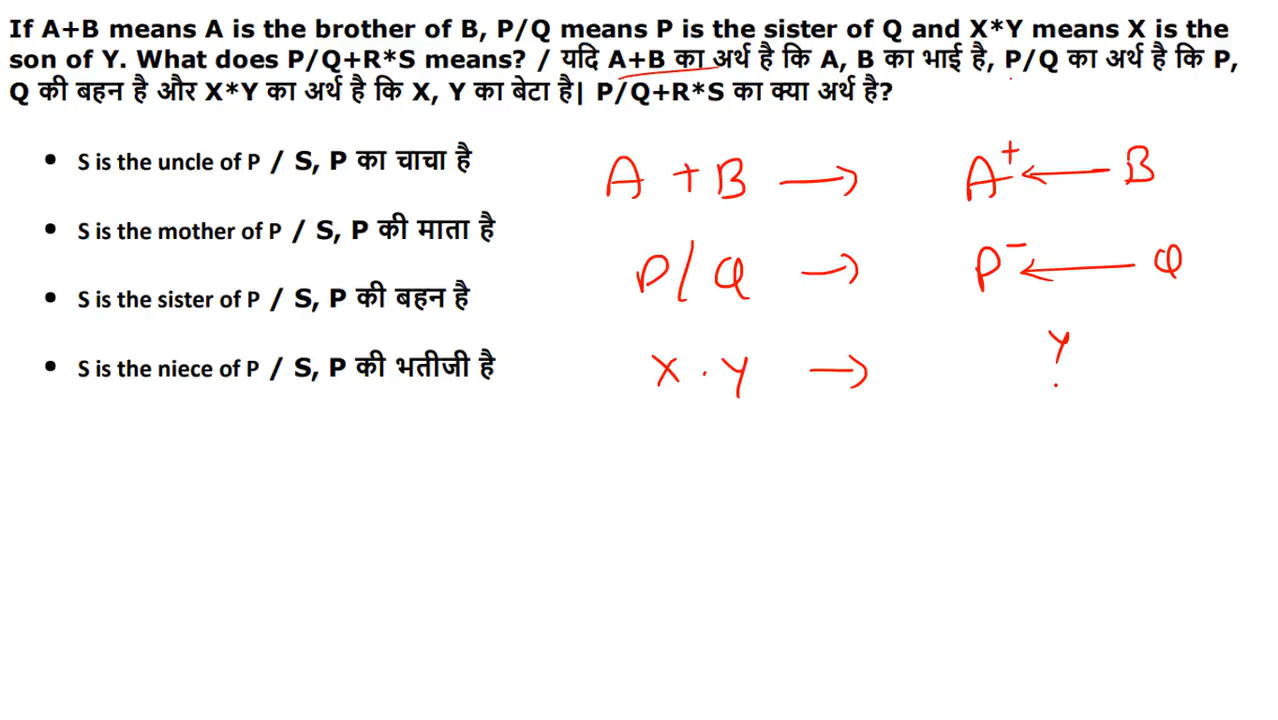 If A+B means A is the brother of B, P/Q means P is the sister of Q and X*Y means X is the
son of Y. What does P/Q+R*S means? / यदि A+B का अर्थ है कि A, B का भाई है, P/Q का अर्थ है कि P,
Q की बहन है और X*Y का अर्थ है कि X, Y का बेटा है| P/Q+R*S का क्या अर्थ है?
• S is the uncle of P / S, P का चाचा है
• S is the mother of P / S, P की माता है
• S is the sister of P / S, P की बहन है
• S is the niece of P / S, P की भतीजी है
A + B → A+ ← B
P / Q → P- ← Q
X . Y → Y